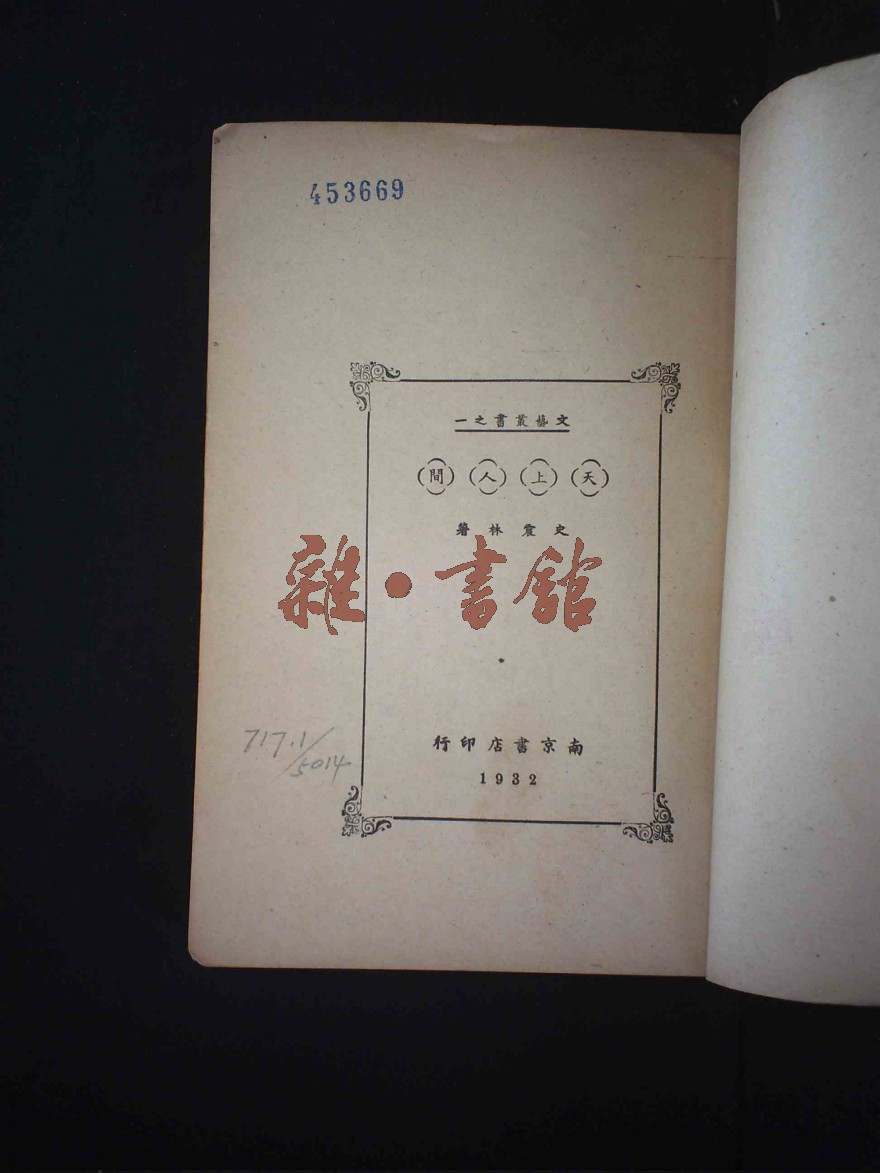 453669
文藝叢書之一
天上人間
史震林著
雜·書館
南京書店印行
1932
717.1/5014